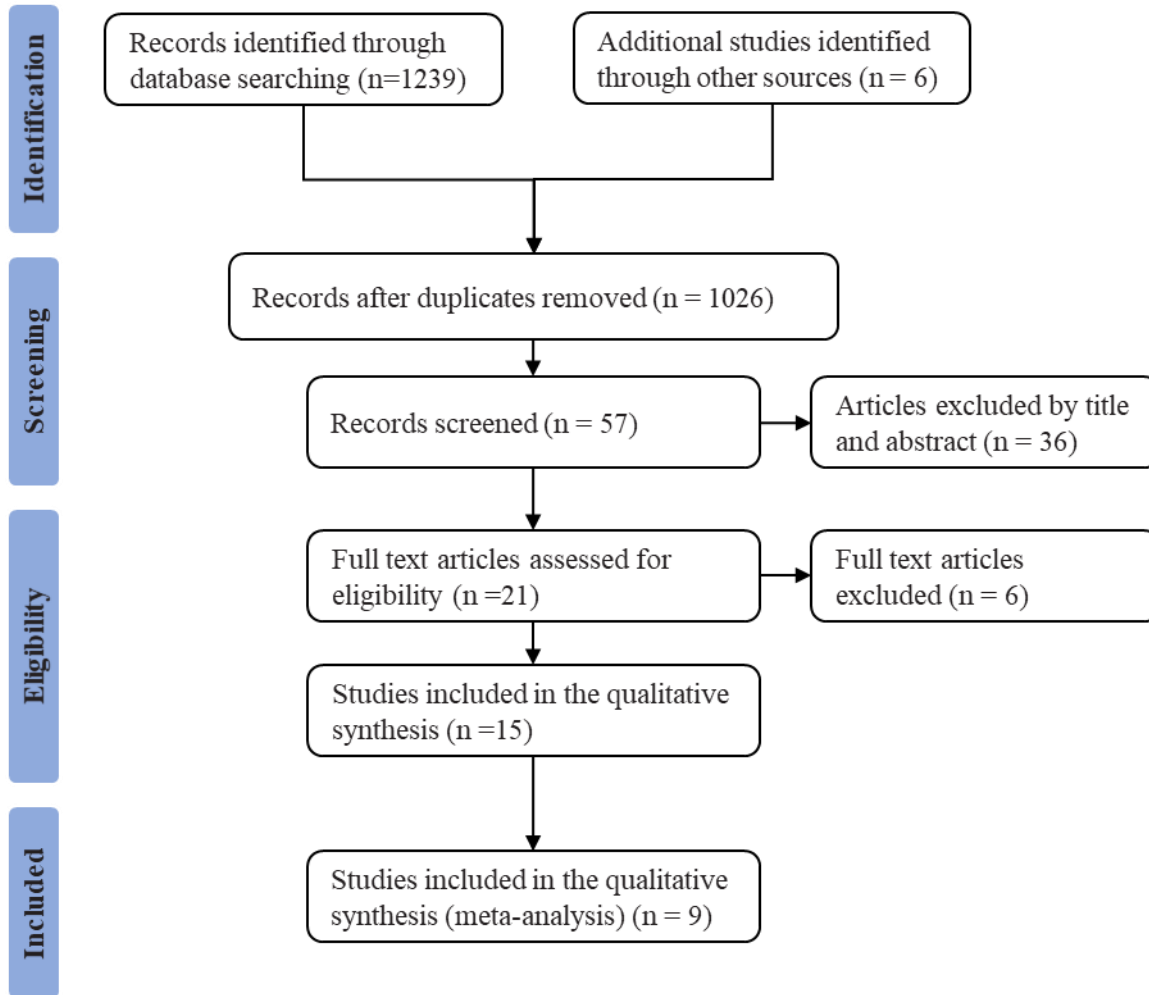 Identification
Records identified through
database searching (n=1239)
Additional studies identified
through other sources (n = 6)
Screening
Records after duplicates removed (n = 1026)
Records screened (n = 57)
Articles excluded by title
and abstract (n = 36)
Eligibility
Full text articles assessed for
eligibility (n =21)
Full text articles
excluded (n = 6)
Studies included in the qualitative
synthesis (n =15)
Included
Studies included in the qualitative
synthesis (meta-analysis) (n = 9)